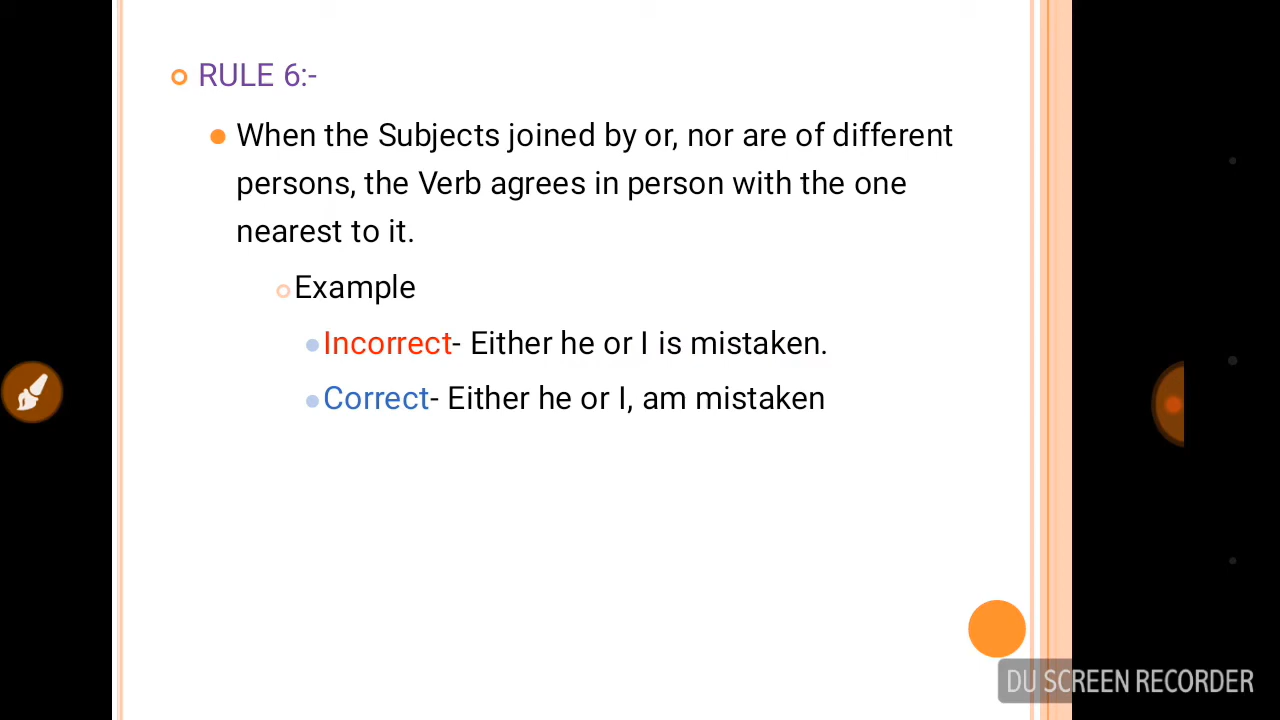 RULE 6:-
When the Subjects joined by or, nor are of different
persons, the Verb agrees in person with the one
nearest to it.
Example
Incorrect- Either he or I is mistaken.
Correct- Either he or I, am mistaken
DU SCREEN RECORDER